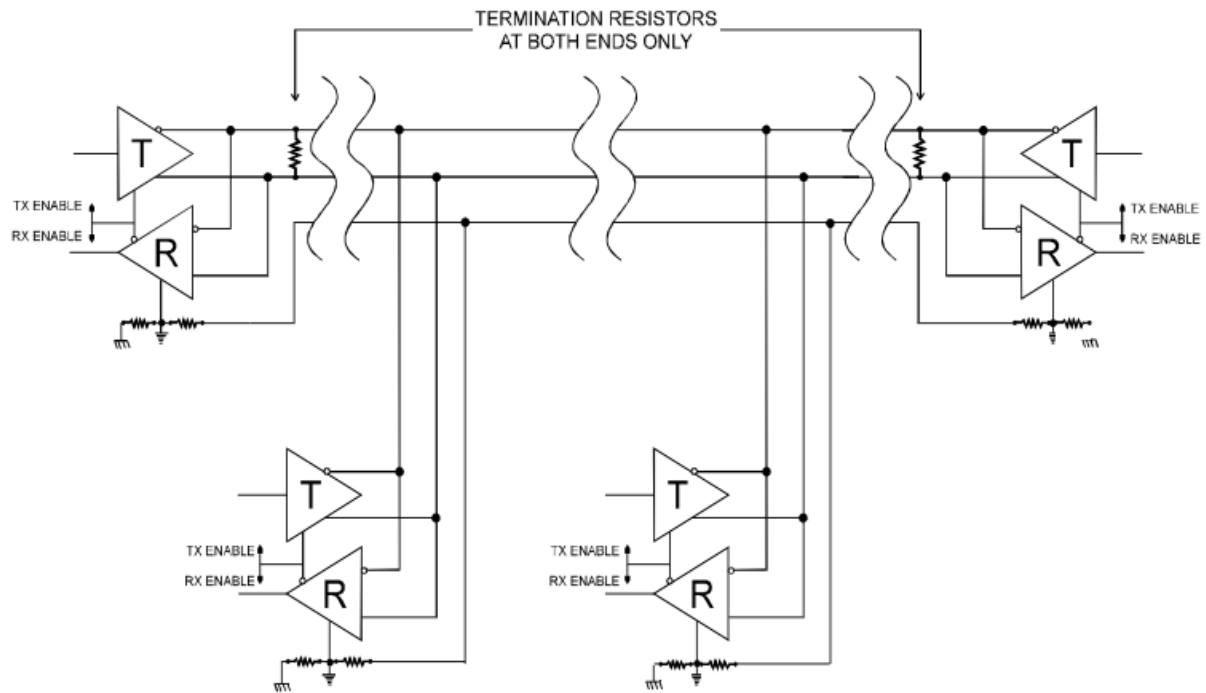 TERMINATION RESISTORS
AT BOTH ENDS ONLY
T
T
TX ENABLE
RX ENABLE
TX ENABLE
RX ENABLE
R
R
T
T
TX ENABLE
RX ENABLE
TX ENABLE
RX ENABLE
R
R